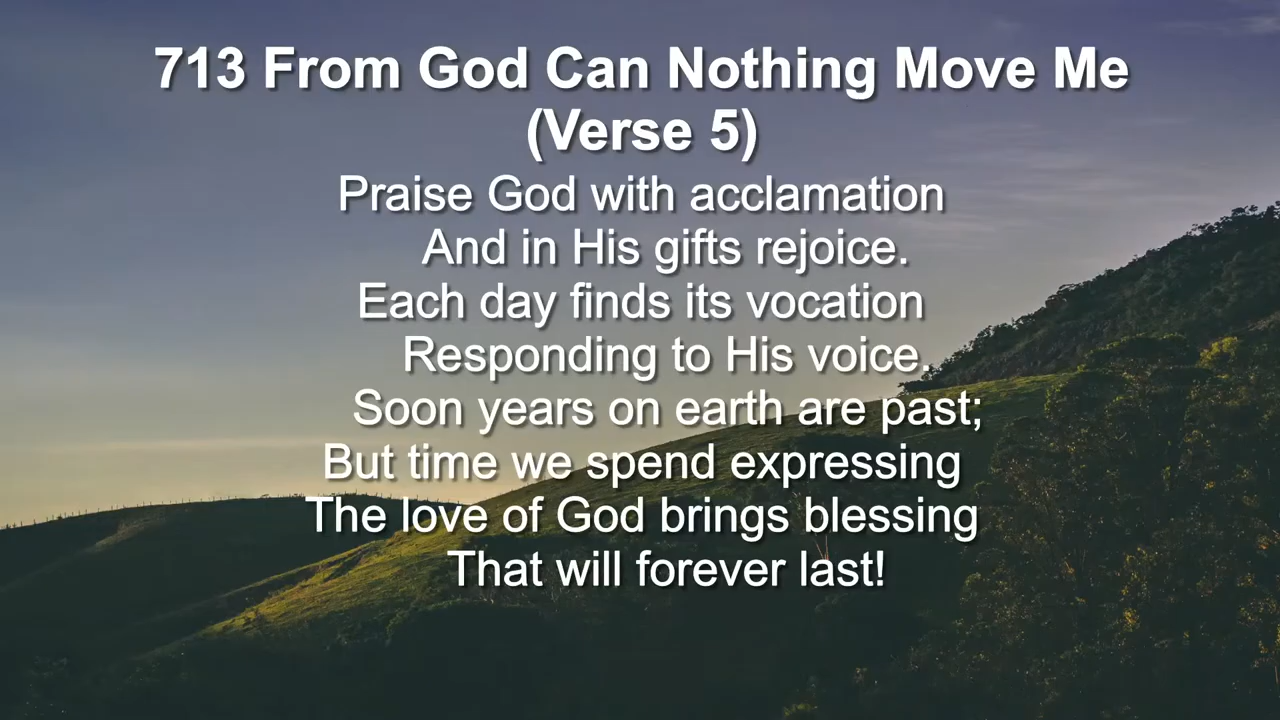 713 From God Can Nothing Move Me
(Verse 5)
Praise God with acclamation
And in His gifts rejoice.
Each day finds its vocation
Responding to His voice.
Soon years on earth are past;
But time we spend expressing
The love of God brings blessing
That will forever last!